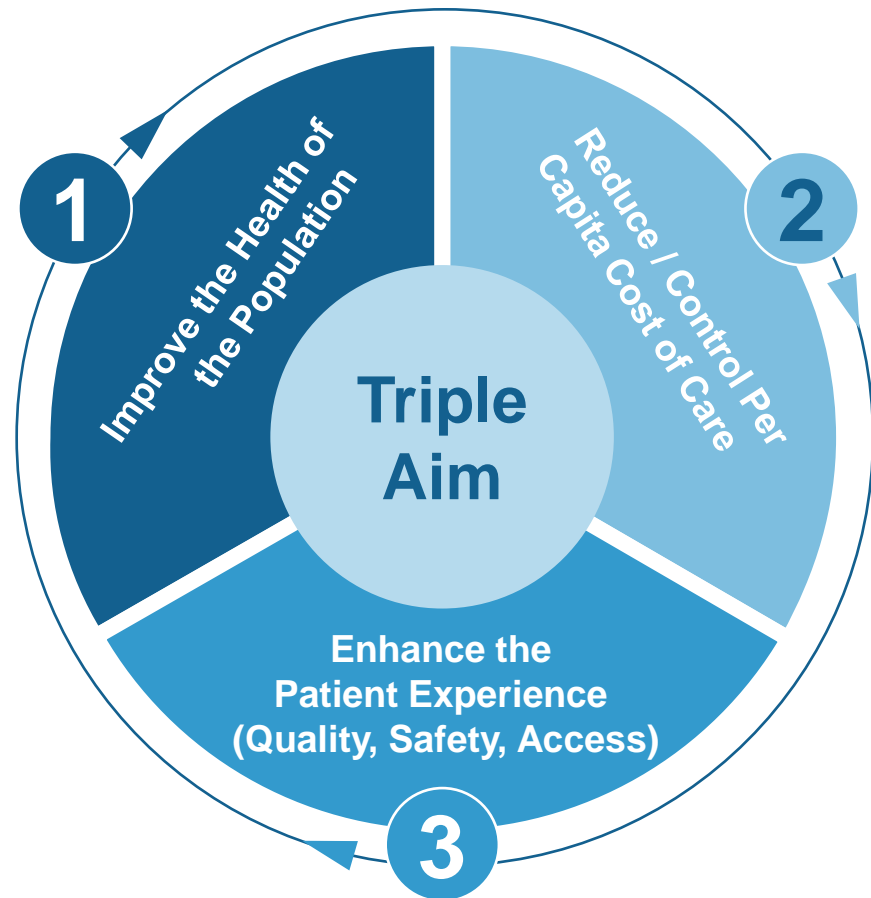 1
Improve the Health of
the Population
2
Reduce / Control Per
Capita Cost of Care
Triple
Aim
Enhance the
Patient Experience
(Quality, Safety, Access)
3